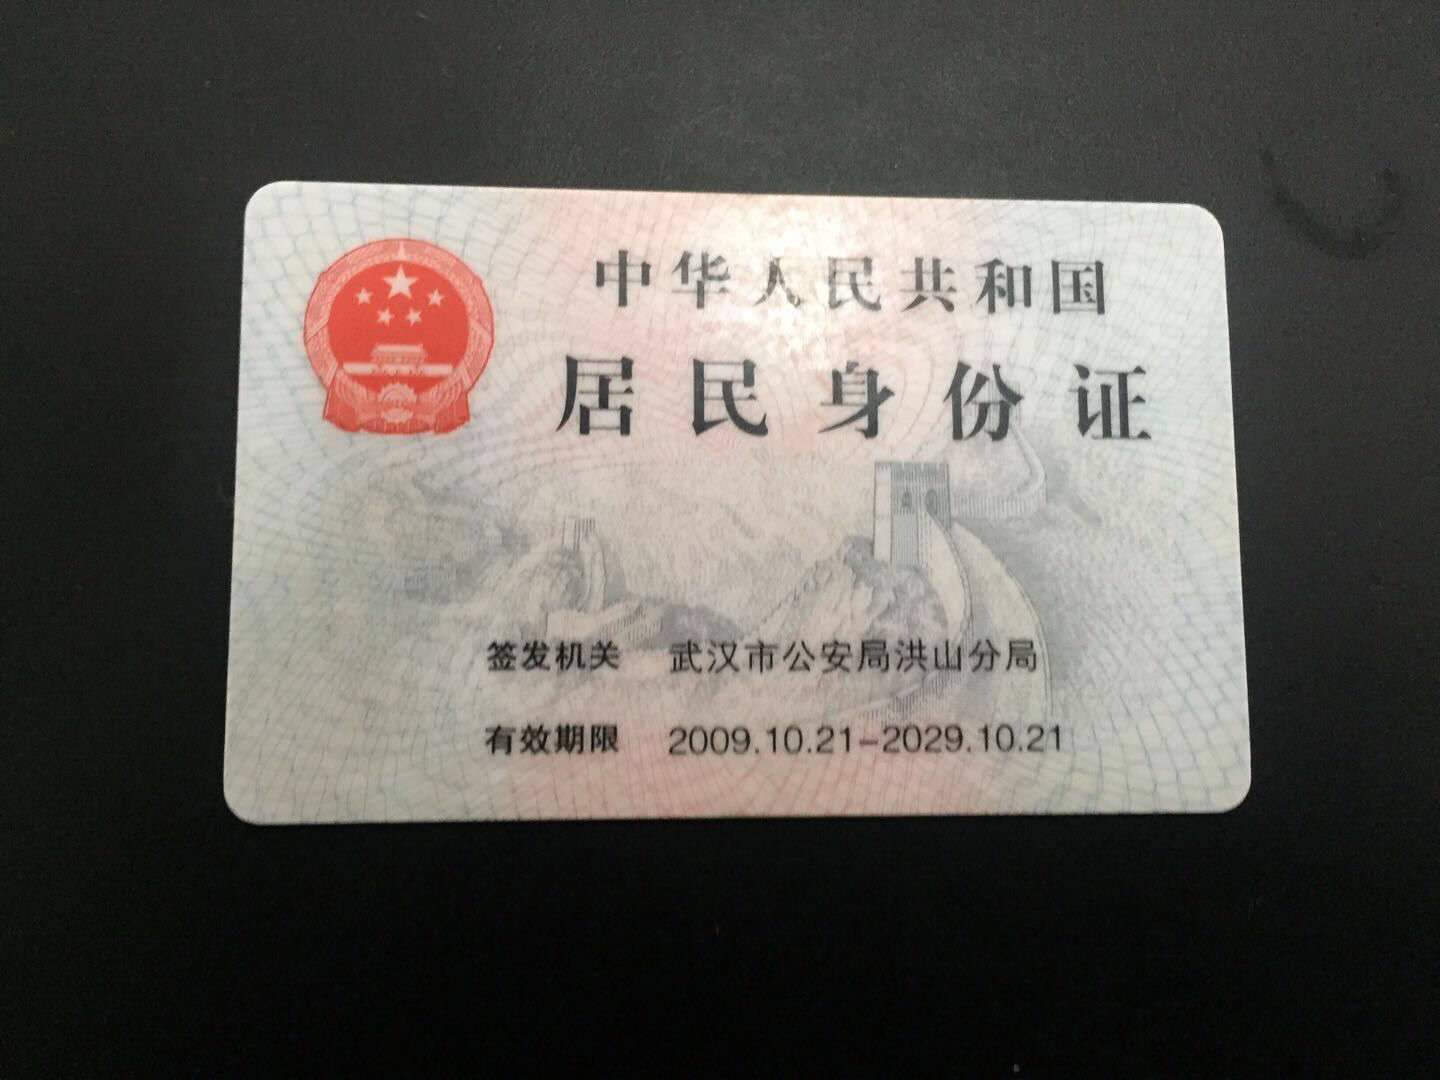 中华人民共和国
居民身份证
签发机关 武汉市公安局洪山分局
有效期限 2009.10.21-2029.10.21